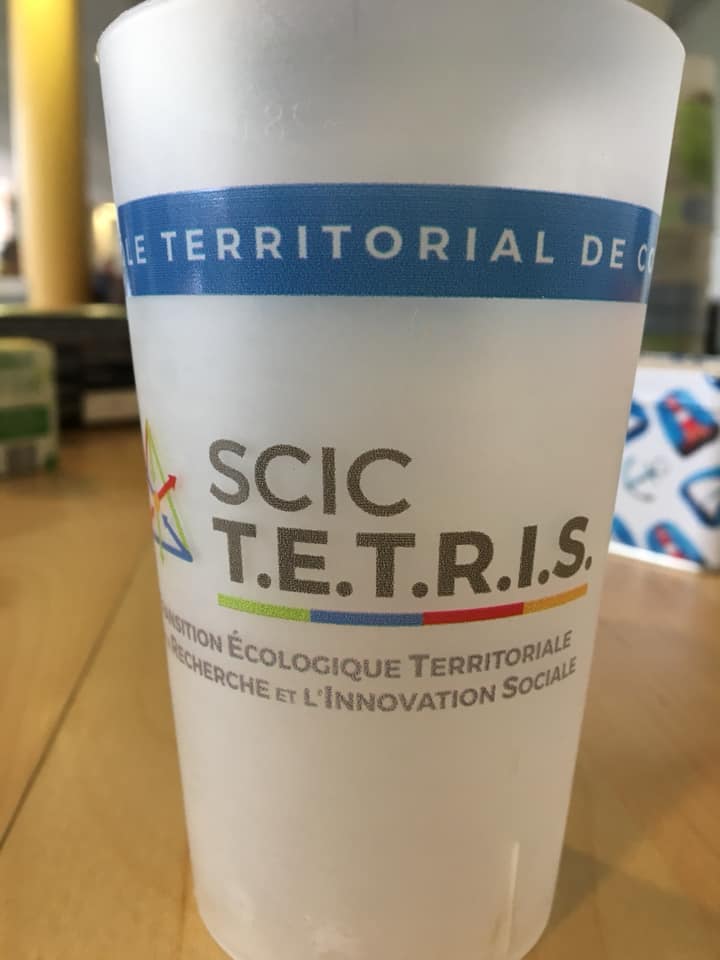 LE TERRITORIAL DE
SCIC
T.E.T.R.I.S.
ÉCOLOGIQUE TERRITORIALE
RECHERCHE ET L'INNOVATION SOCIALE